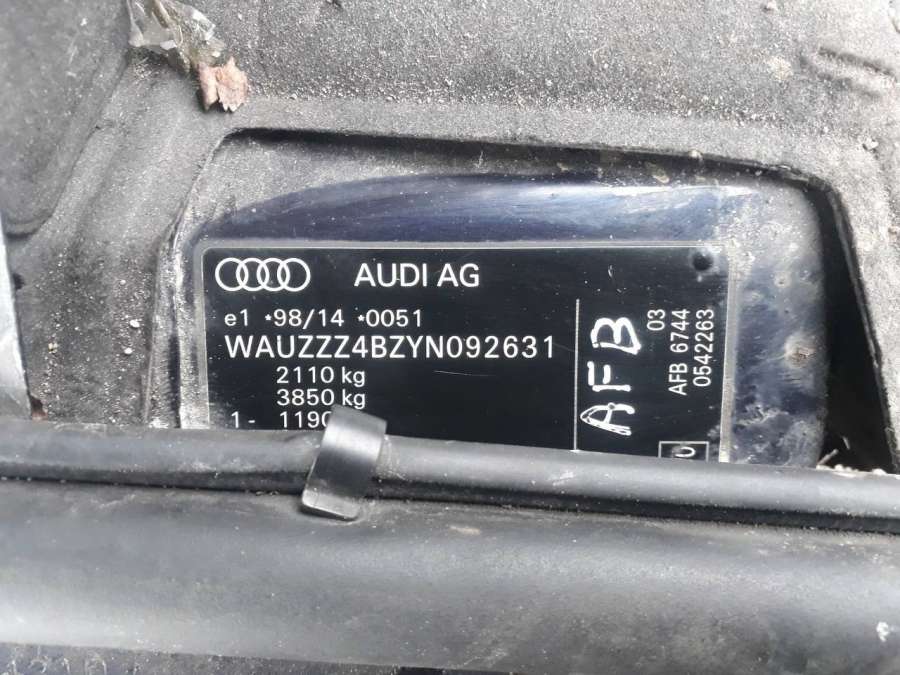 AUDI AG
e1 *98/14 *0051
WAUZZZ4BZYN092631
2110 kg
3850 kg
1- 1190
AFB
03
AFB 6744
0542263